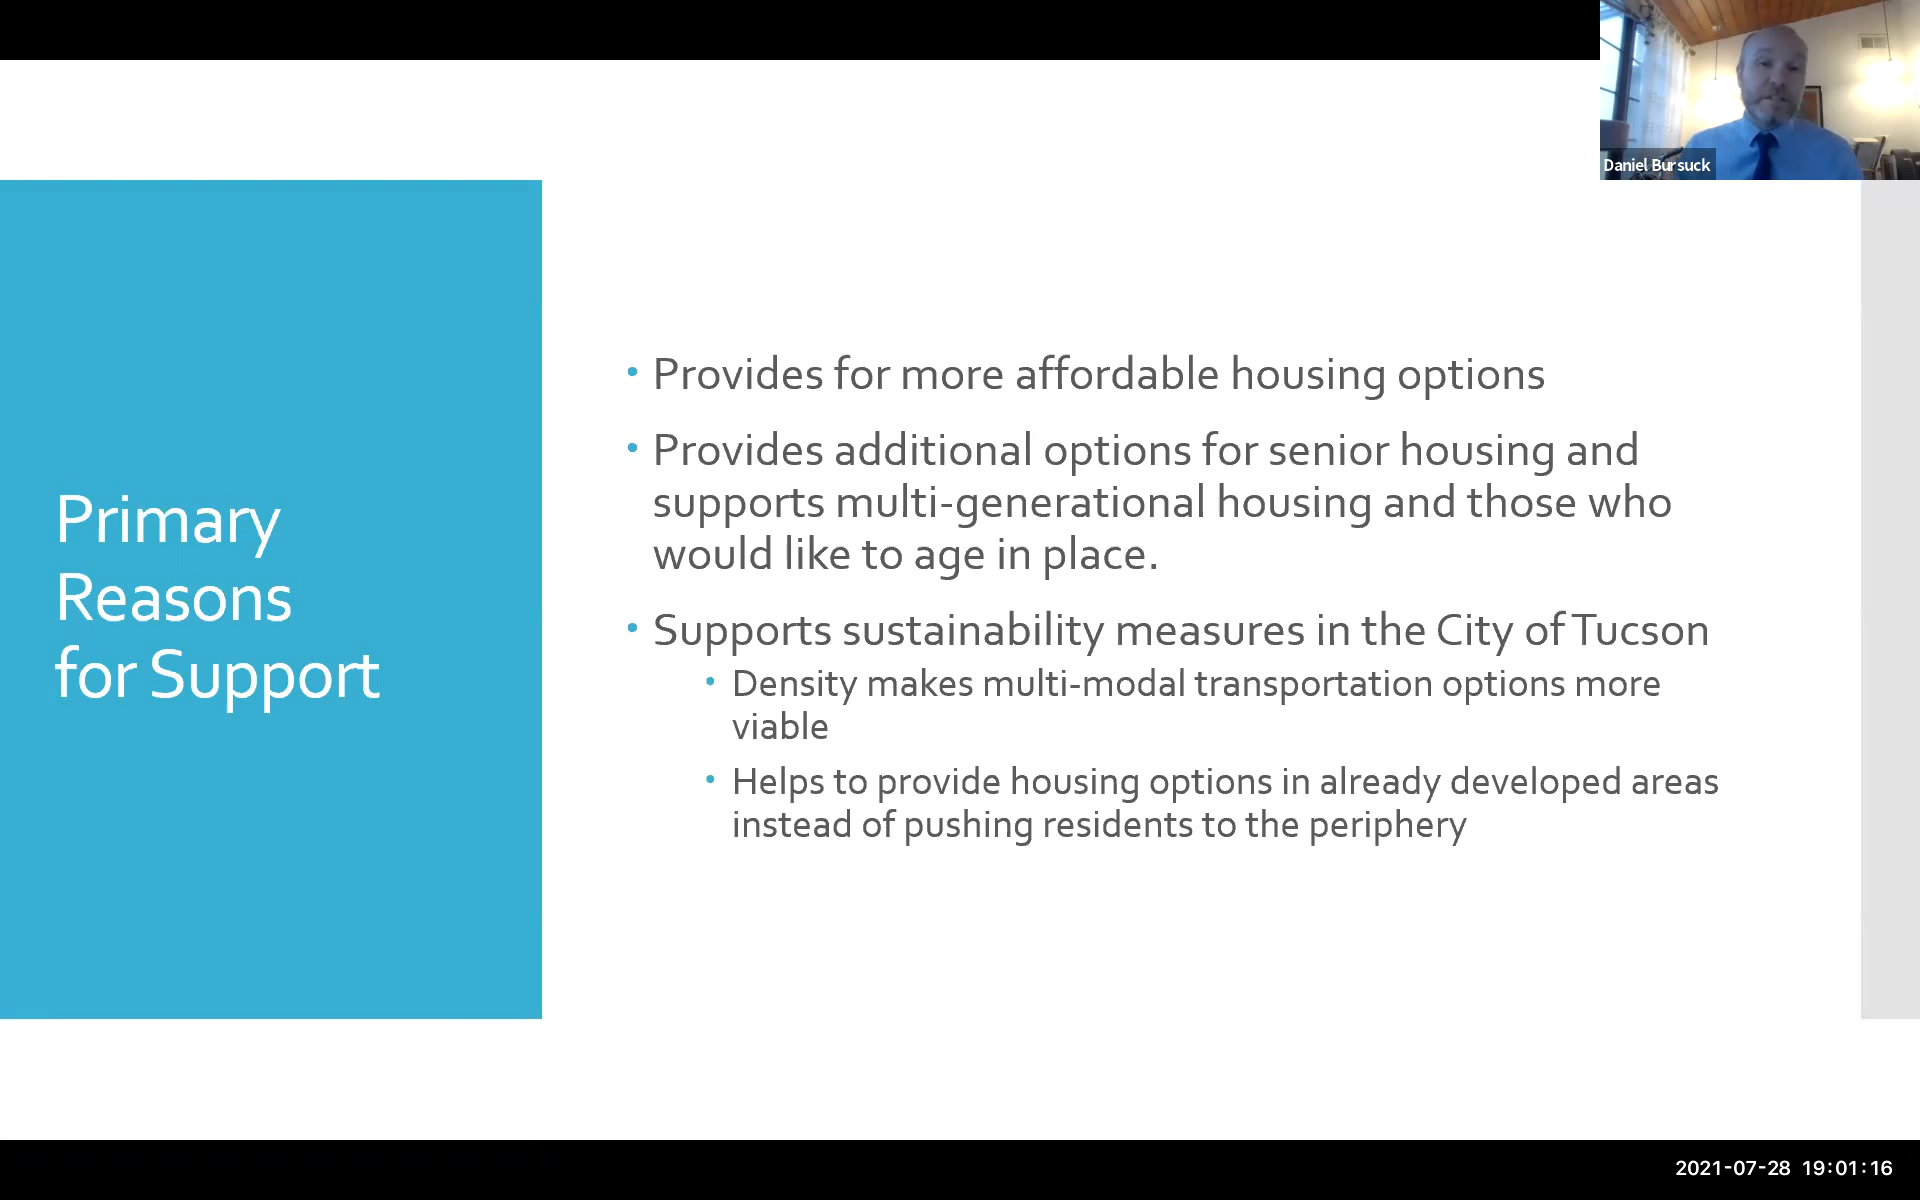 Daniel Bursuck
Primary
Reasons
for Support
• Provides for more affordable housing options
• Provides additional options for senior housing and
supports multi-generational housing and those who
would like to age in place.
• Supports sustainability measures in the City of Tucson
• Density makes multi-modal transportation options more
viable
• Helps to provide housing options in already developed areas
instead of pushing residents to the periphery
2021-07-28 19:01:16